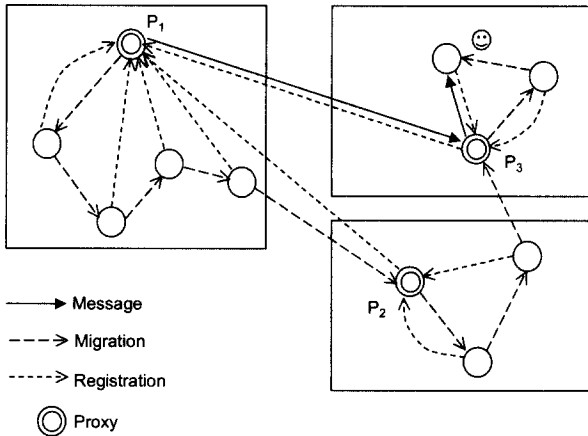 P1
P3
P2
Message
Migration
Registration
Proxy